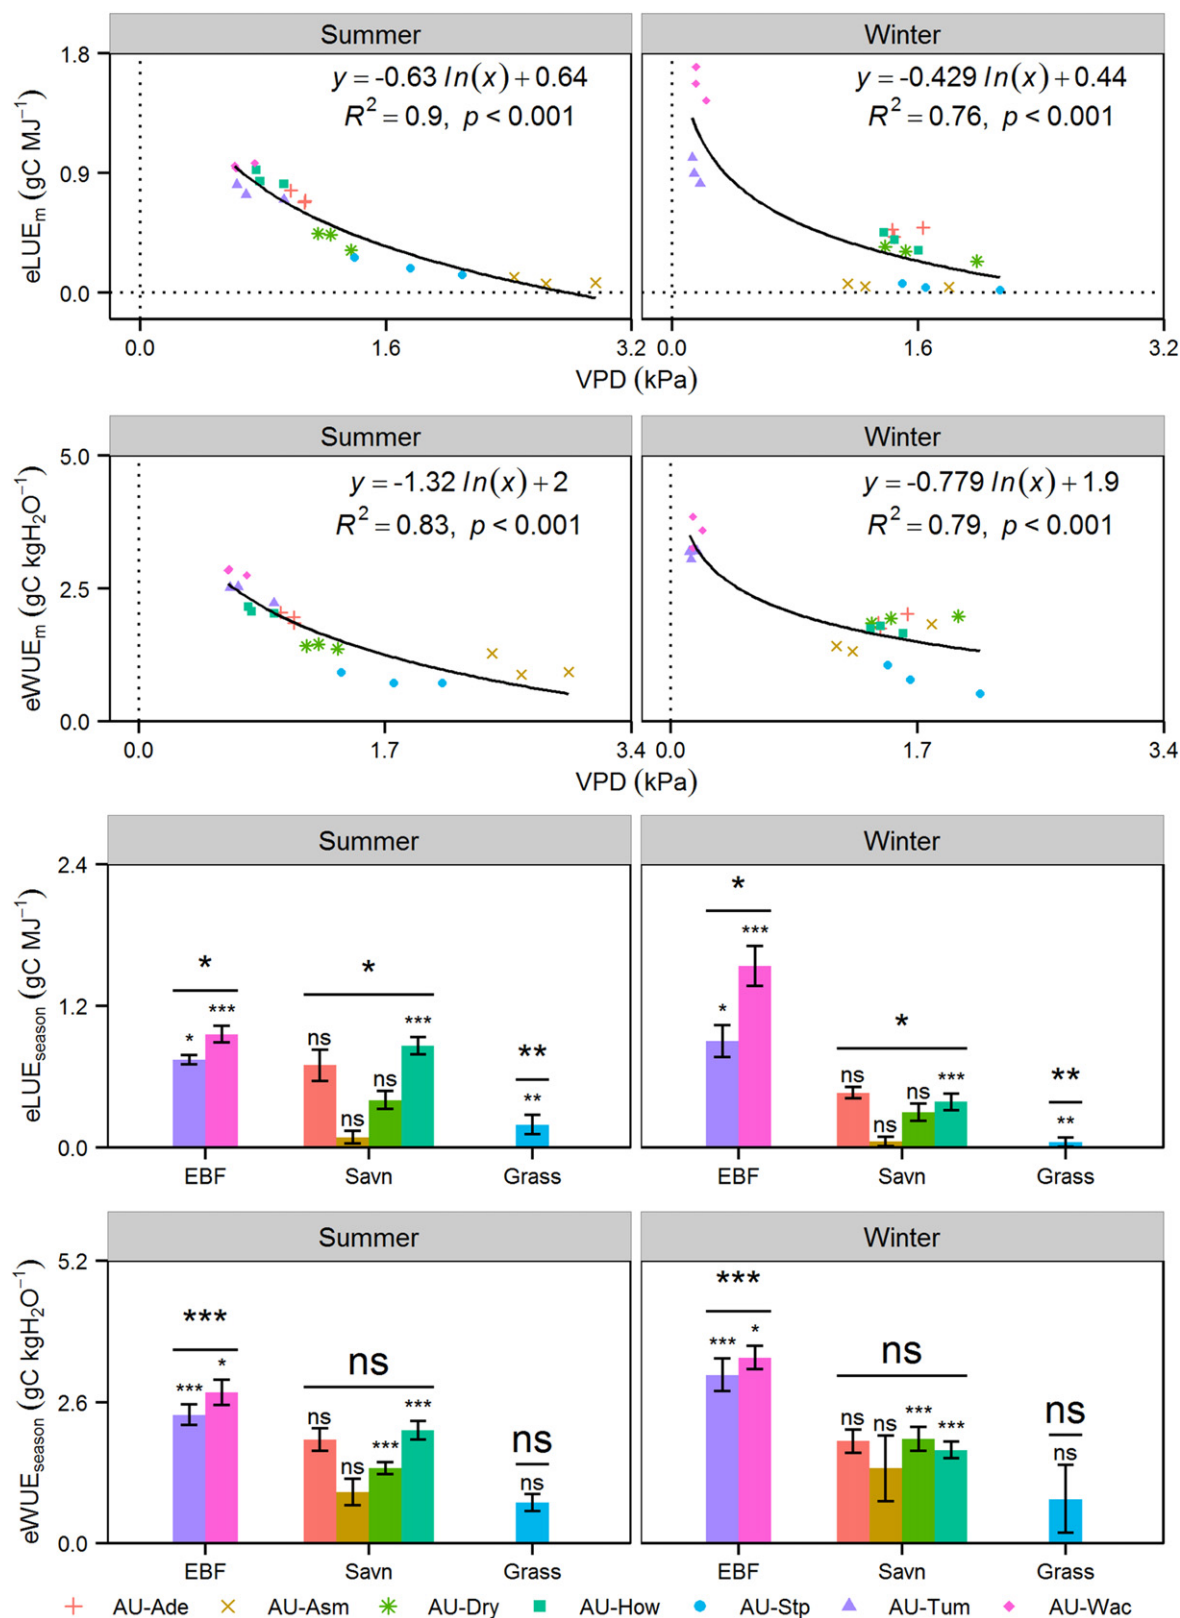 Summer Winter
1.8
y = -0.63 ln(x) + 0.64 y = -0.429 ln(x) + 0.44
R² = 0.9, p < 0.001 R² = 0.76, p < 0.001
eLUEₘ (gC MJ⁻¹)
0.9
0.0
0.0 1.6 3.2 0.0 1.6 3.2
VPD (kPa)
Summer Winter
5.0
y = -1.32 ln(x) + 2 y = -0.779 ln(x) + 1.9
R² = 0.83, p < 0.001 R² = 0.79, p < 0.001
eWUEₘ (gC kgH₂O⁻¹)
2.5
0.0
0.0 1.7 3.4 0.0 1.7 3.4
VPD (kPa)
Summer Winter
2.4
* * ** * * **
* *** ns ns ns *** ** * *** ns ns ns *** **
eLUE_season (gC MJ⁻¹)
1.2
0.0
EBF Savn Grass EBF Savn Grass
Summer Winter
5.2
*** ns ns *** ns ns
*** * ns ns *** *** ns *** * ns ns *** *** ns
eWUE_season (gC kgH₂O⁻¹)
2.6
0.0
EBF Savn Grass EBF Savn Grass
AU-Ade AU-Asm AU-Dry AU-How AU-Stp AU-Tum AU-Wac